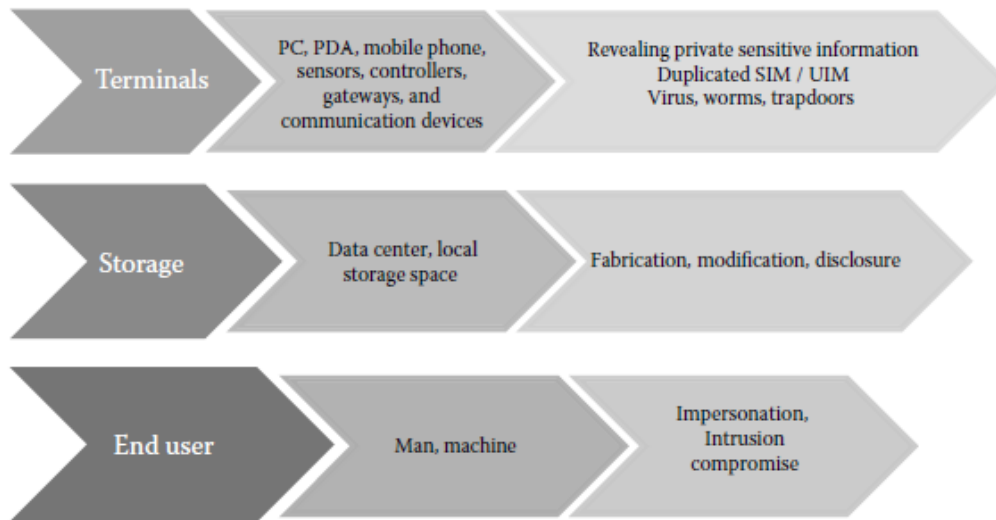 Terminals
PC, PDA, mobile phone,
sensors, controllers,
gateways, and
communication devices
Revealing private sensitive information
Duplicated SIM / UIM
Virus, worms, trapdoors
Storage
Data center, local
storage space
Fabrication, modification, disclosure
End user
Man, machine
Impersonation,
Intrusion
compromise